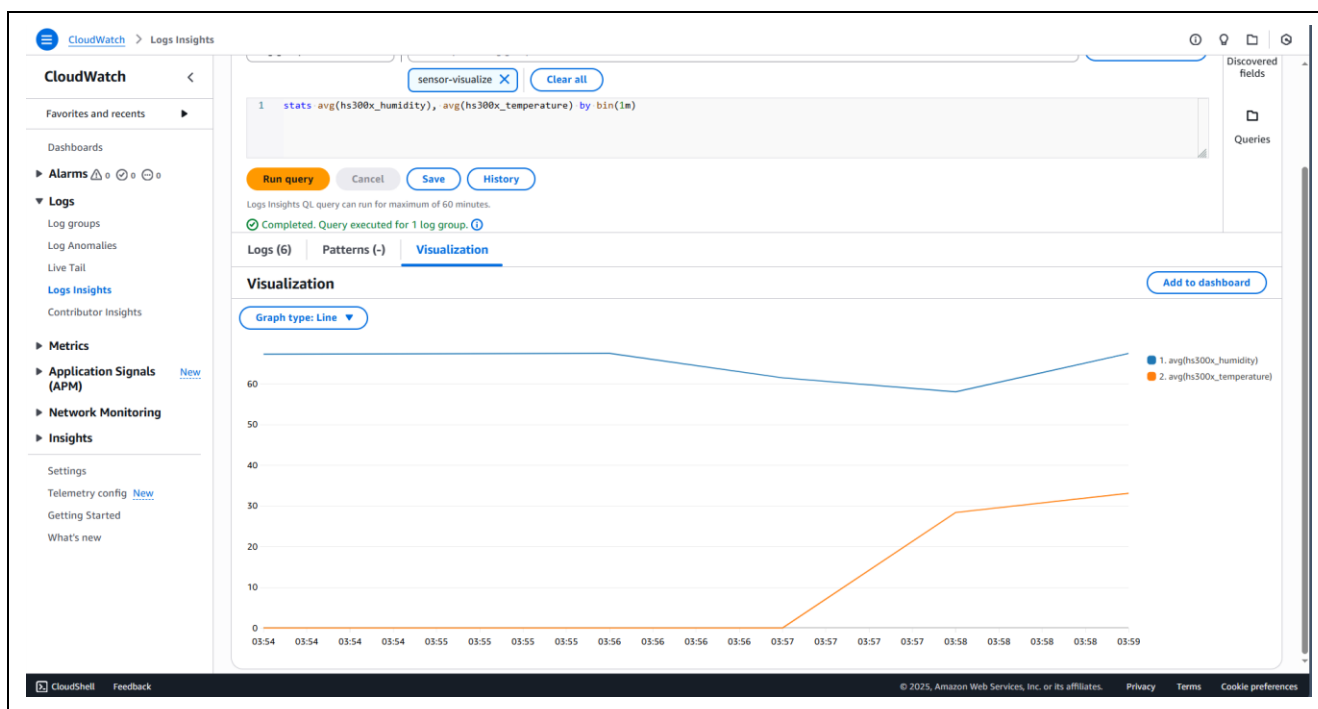 CloudWatch > Logs Insights
CloudWatch
Favorites and recents
Dashboards
Alarms 0 0 0
Logs
Log groups
Log Anomalies
Live Tail
Logs Insights
Contributor Insights
Metrics
Application Signals (APM) New
Network Monitoring
Insights
Settings
Telemetry config New
Getting Started
What's new
sensor-visualize
Clear all
1 stats avg(hs300x_humidity), avg(hs300x_temperature) by bin(1m)
Run query Cancel Save History
Logs Insights QL query can run for maximum of 60 minutes.
Completed. Query executed for 1 log group.
Discovered
fields
Queries
Logs (6) Patterns (-) Visualization
Visualization
Add to dashboard
Graph type: Line
1. avg(hs300x_humidity)
2. avg(hs300x_temperature)
60
50
40
30
20
10
0
03:54 03:54 03:54 03:54 03:55 03:55 03:55 03:55 03:56 03:56 03:56 03:56 03:57 03:57 03:57 03:57 03:58 03:58 03:58 03:58 03:59
CloudShell Feedback © 2025, Amazon Web Services, Inc. or its affiliates. Privacy Terms Cookie preferences